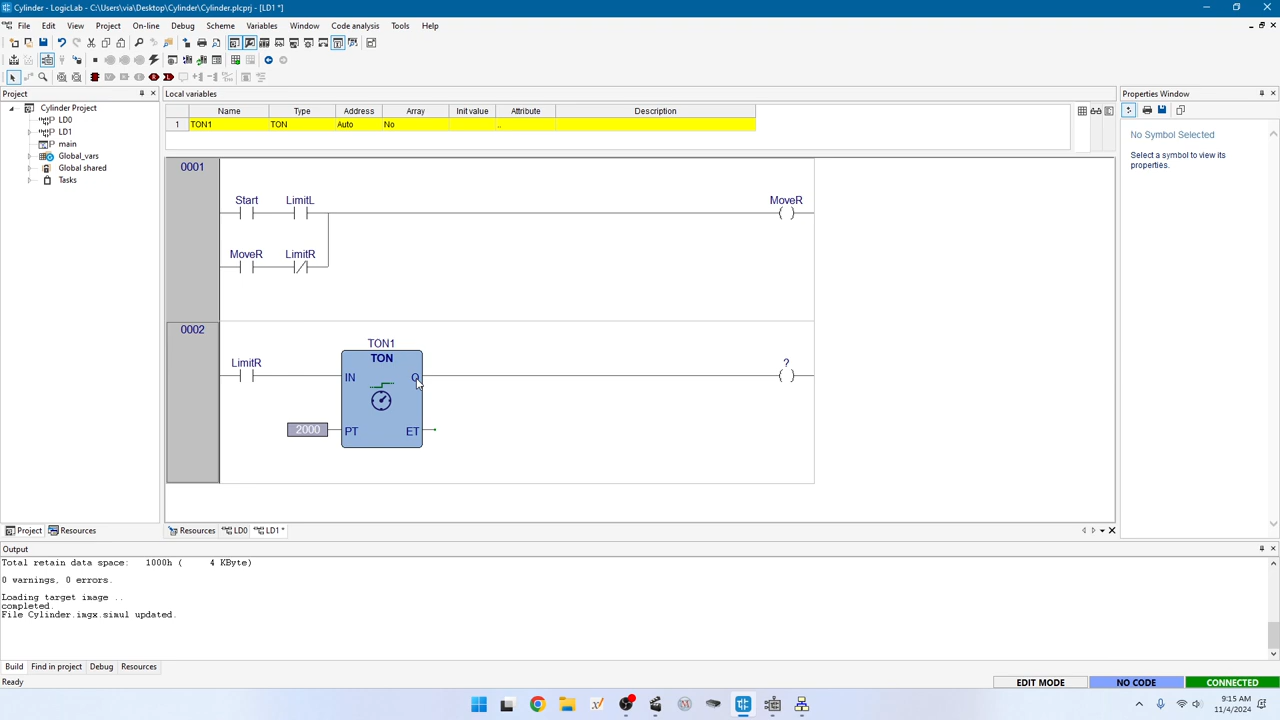 Cylinder - LogicLab - C:\Users\via\Desktop\Cylinder\Cylinder.plcprj - [LD1 *]
File Edit View Project On-line Debug Scheme Variables Window Code analysis Tools Help
Project
Cylinder Project
LD0
LD1
main
Global_vars
Global shared
Tasks
Project Resources
Local variables
Name Type Address Array Init value Attribute Description
1 TON1 TON Auto No ..
0001
Start LimitL MoveR
MoveR LimitR
0002
TON1
LimitR TON ?
IN Q
2000 PT ET
Resources LD0 LD1 *
Properties Window
No Symbol Selected
Select a symbol to view its
properties.
Output
Total retain data space: 1000h ( 4 KByte)
0 warnings, 0 errors.
Loading target image ..
completed.
File Cylinder.imgx.simul updated.
Build Find in project Debug Resources
Ready EDIT MODE NO CODE CONNECTED
9:15 AM
11/4/2024